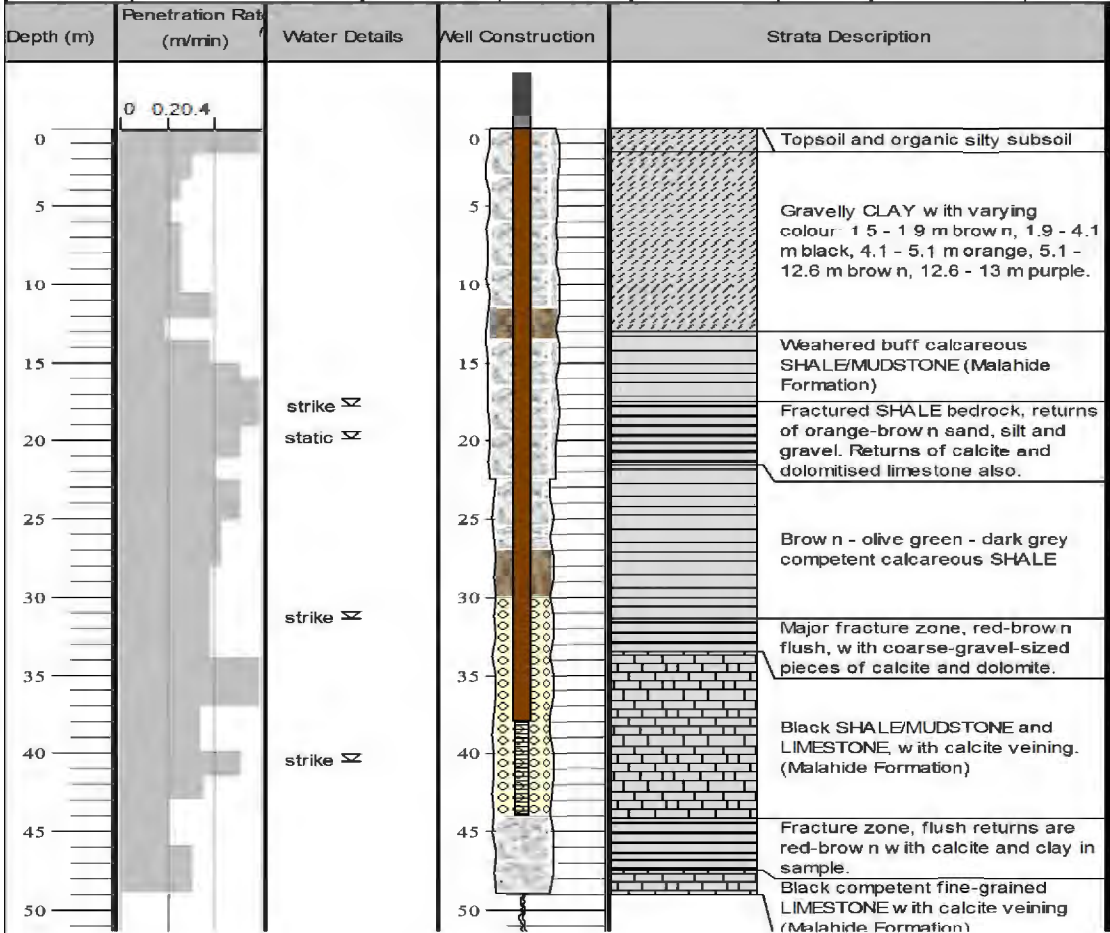 Depth (m)
Penetration Rat
(m/min)
Water Details
Well Construction
Strata Description
0 0.20.4
0
5
10
15
20
25
30
35
40
45
50
strike
static
strike
strike
0
5
10
15
20
25
30
35
40
45
50
Topsoil and organic silty subsoil
Gravelly CLAY with varying
colour: 1.5 - 1.9 m brown, 1.9 - 4.1
m black, 4.1 - 5.1 m orange, 5.1 -
12.6 m brown, 12.6 - 13 m purple.
Weahered buff calcareous
SHALE/MUDSTONE (Malahide
Formation)
Fractured SHALE bedrock, returns
of orange-brown sand, silt and
gravel. Returns of calcite and
dolomitised limestone also.
Brown - olive green - dark grey
competent calcareous SHALE
Major fracture zone, red-brown
flush, with coarse-gravel-sized
pieces of calcite and dolomite.
Black SHALE/MUDSTONE and
LIMESTONE, with calcite veining.
(Malahide Formation)
Fracture zone, flush returns are
red-brown with calcite and clay in
sample.
Black competent fine-grained
LIMESTONE with calcite veining
(Malahide Formation)